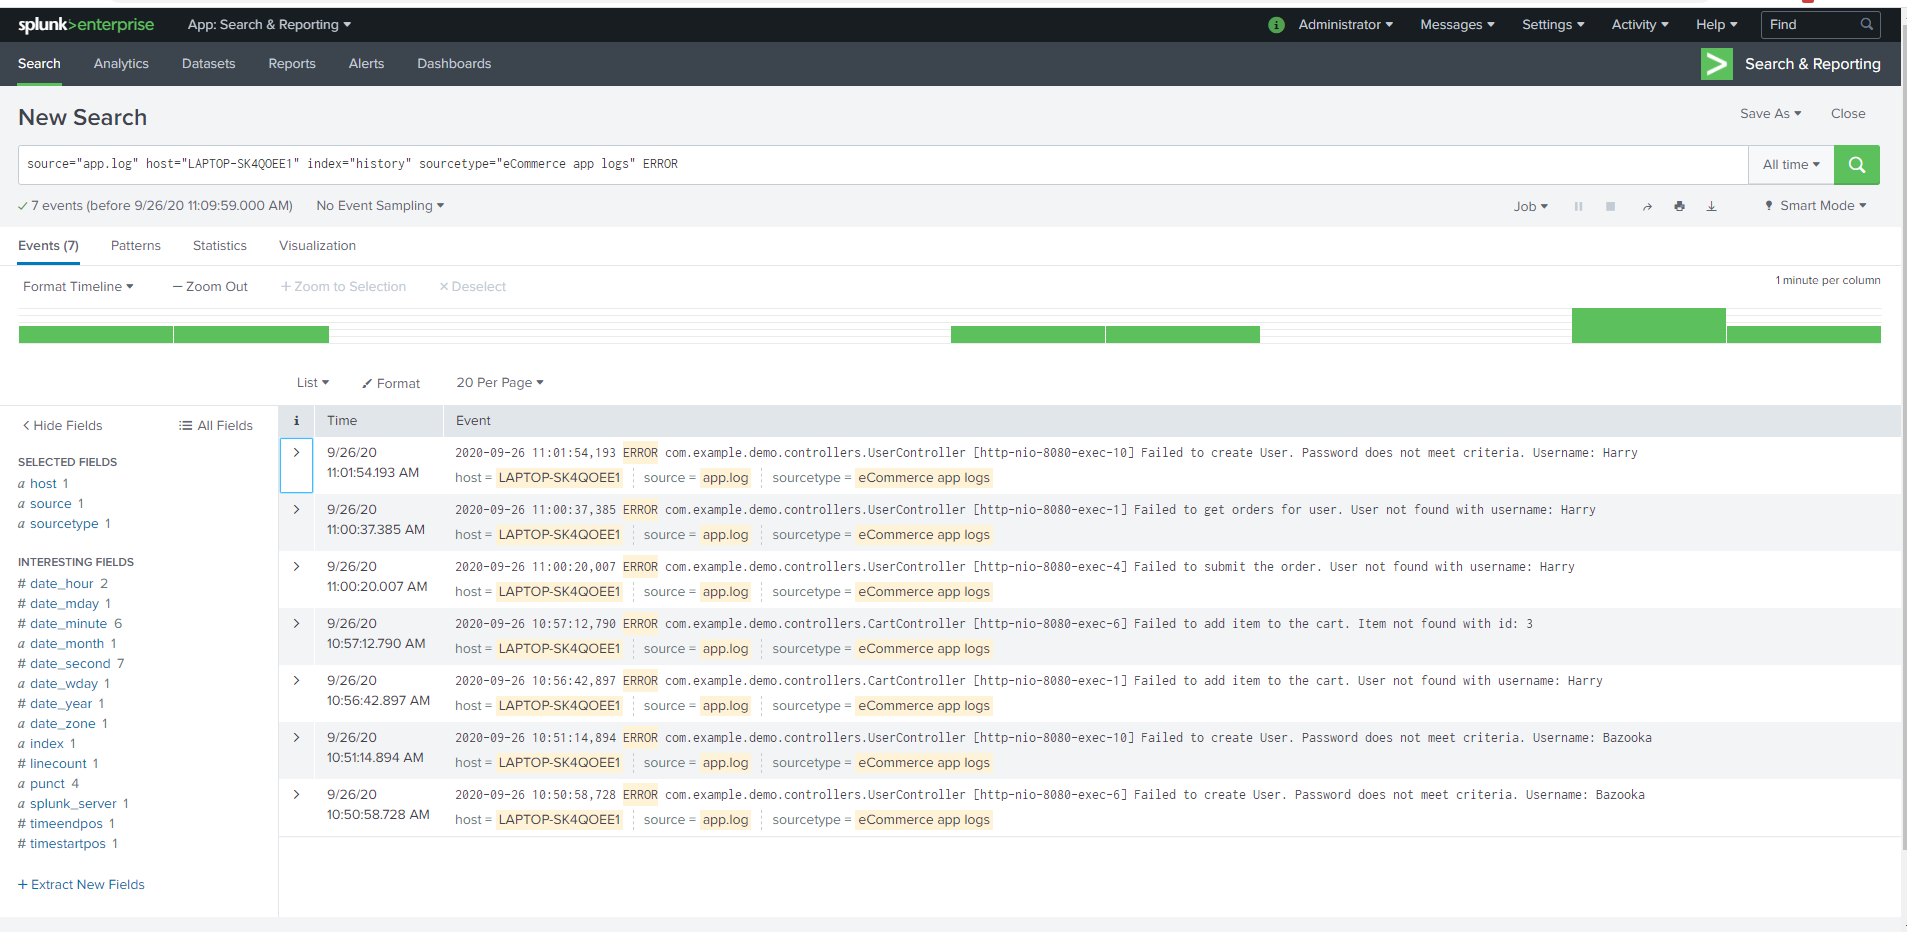 splunk>enterprise App: Search & Reporting i Administrator Messages Settings Activity Help Find
Search Analytics Datasets Reports Alerts Dashboards Search & Reporting
New Search Save As Close
source="app.log" host="LAPTOP-SK4QOEE1" index="history" sourcetype="eCommerce app logs" ERROR All time
7 events (before 9/26/20 11:09:59.000 AM) No Event Sampling Job Smart Mode
Events (7) Patterns Statistics Visualization
Format Timeline — Zoom Out + Zoom to Selection × Deselect 1 minute per column
List Format 20 Per Page
< Hide Fields All Fields
SELECTED FIELDS
a host 1
a source 1
a sourcetype 1
INTERESTING FIELDS
# date_hour 2
# date_mday 1
# date_minute 6
a date_month 1
# date_second 7
a date_wday 1
# date_year 1
a date_zone 1
a index 1
# linecount 1
a punct 4
a splunk_server 1
# timeendpos 1
# timestartpos 1
+ Extract New Fields
i Time Event
> 9/26/20 2020-09-26 11:01:54,193 ERROR com.example.demo.controllers.UserController [http-nio-8080-exec-10] Failed to create User. Password does not meet criteria. Username: Harry
11:01:54.193 AM host = LAPTOP-SK4QOEE1 source = app.log sourcetype = eCommerce app logs
> 9/26/20 2020-09-26 11:00:37,385 ERROR com.example.demo.controllers.UserController [http-nio-8080-exec-1] Failed to get orders for user. User not found with username: Harry
11:00:37.385 AM host = LAPTOP-SK4QOEE1 source = app.log sourcetype = eCommerce app logs
> 9/26/20 2020-09-26 11:00:20,007 ERROR com.example.demo.controllers.UserController [http-nio-8080-exec-4] Failed to submit the order. User not found with username: Harry
11:00:20.007 AM host = LAPTOP-SK4QOEE1 source = app.log sourcetype = eCommerce app logs
> 9/26/20 2020-09-26 10:57:12,790 ERROR com.example.demo.controllers.CartController [http-nio-8080-exec-6] Failed to add item to the cart. Item not found with id: 3
10:57:12.790 AM host = LAPTOP-SK4QOEE1 source = app.log sourcetype = eCommerce app logs
> 9/26/20 2020-09-26 10:56:42,897 ERROR com.example.demo.controllers.CartController [http-nio-8080-exec-1] Failed to add item to the cart. User not found with username: Harry
10:56:42.897 AM host = LAPTOP-SK4QOEE1 source = app.log sourcetype = eCommerce app logs
> 9/26/20 2020-09-26 10:51:14,894 ERROR com.example.demo.controllers.UserController [http-nio-8080-exec-10] Failed to create User. Password does not meet criteria. Username: Bazooka
10:51:14.894 AM host = LAPTOP-SK4QOEE1 source = app.log sourcetype = eCommerce app logs
> 9/26/20 2020-09-26 10:50:58,728 ERROR com.example.demo.controllers.UserController [http-nio-8080-exec-6] Failed to create User. Password does not meet criteria. Username: Bazooka
10:50:58.728 AM host = LAPTOP-SK4QOEE1 source = app.log sourcetype = eCommerce app logs